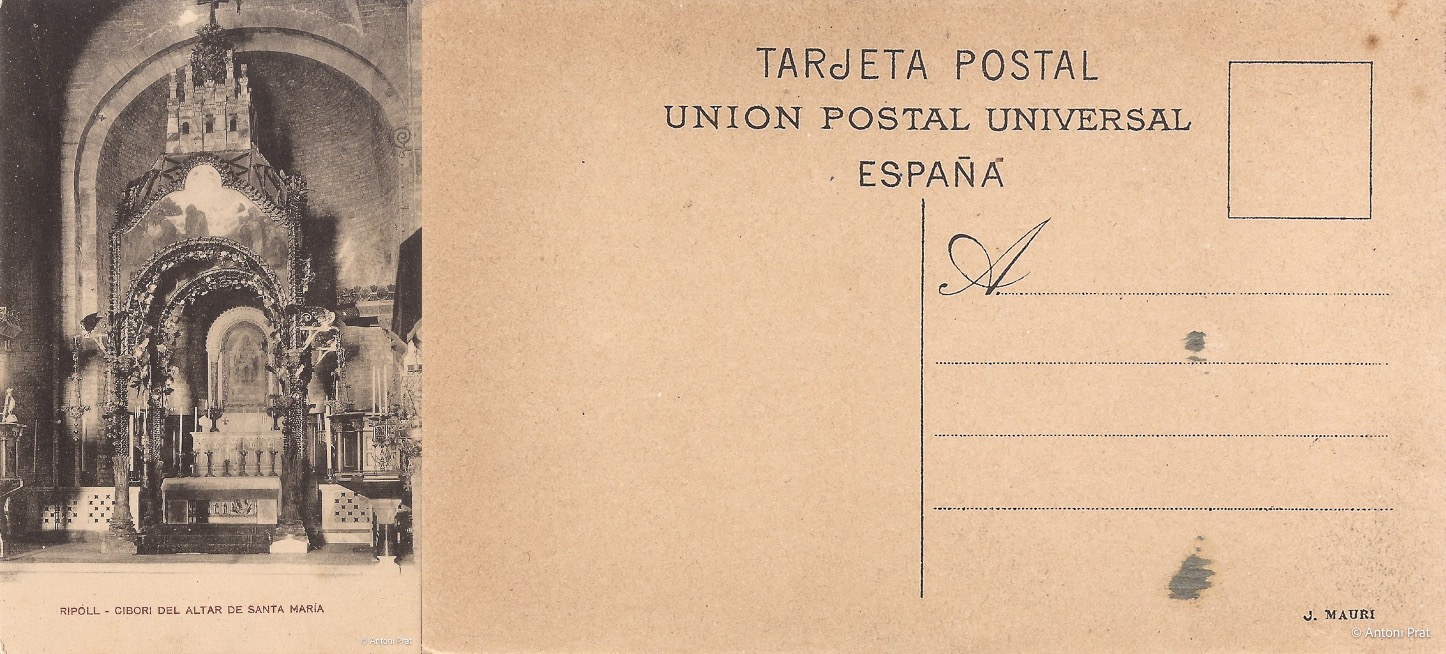 RIPOLL - CIBORI DEL ALTAR DE SANTA MARÍA
© Antoni Prat
TARJETA POSTAL
UNION POSTAL UNIVERSAL
ESPAÑA
A
J. MAURI
© Antoni Prat